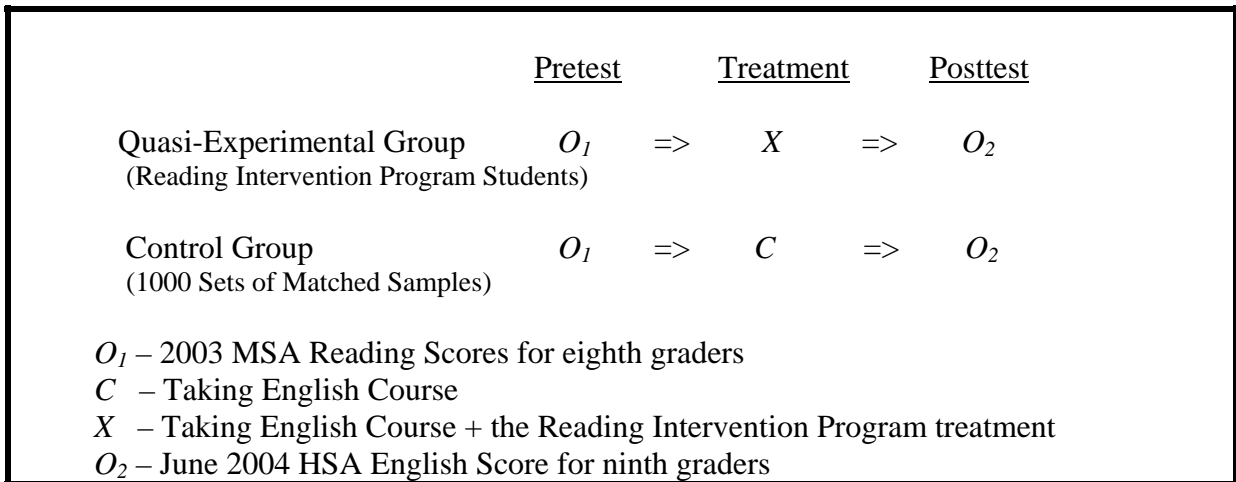 Pretest Treatment Posttest
Quasi-Experimental Group O1 => X => O2
(Reading Intervention Program Students)
Control Group O1 => C => O2
(1000 Sets of Matched Samples)
O1 – 2003 MSA Reading Scores for eighth graders
C – Taking English Course
X – Taking English Course + the Reading Intervention Program treatment
O2 – June 2004 HSA English Score for ninth graders